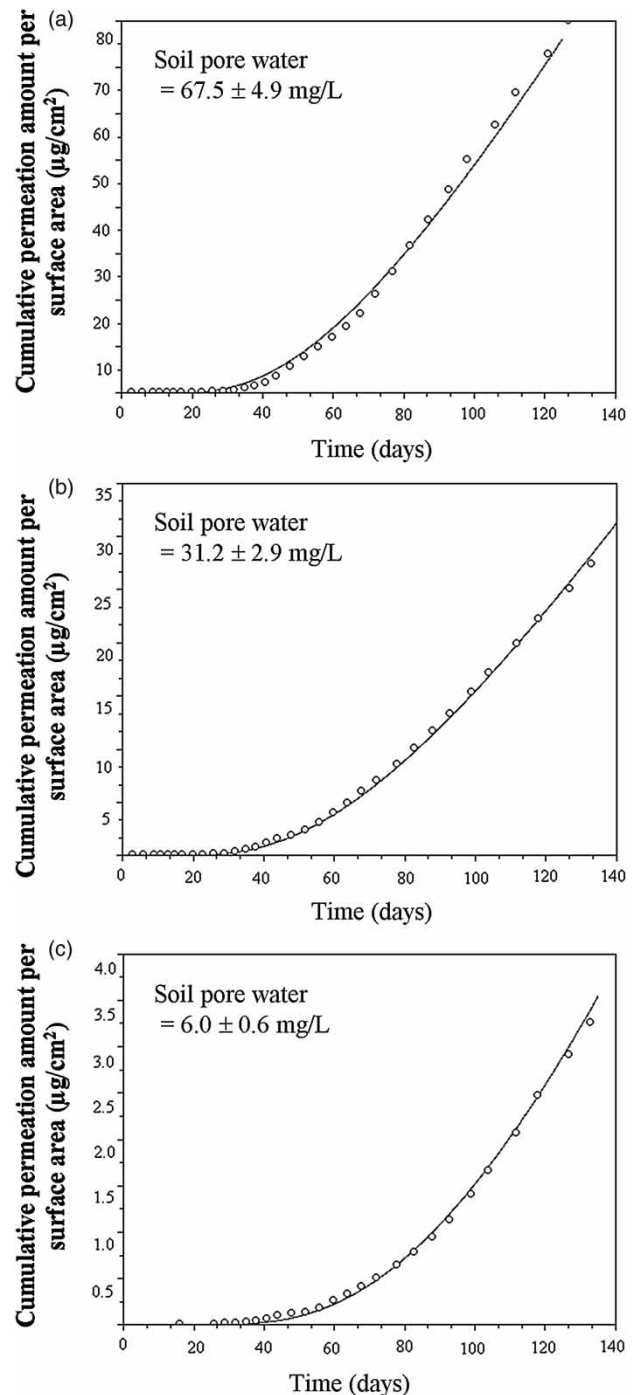 (a)
Cumulative permeation amount per
surface area (µg/cm²)
80
70
60
50
40
30
20
10
Soil pore water
= 67.5 ± 4.9 mg/L
0 20 40 60 80 100 120 140
Time (days)
(b)
Cumulative permeation amount per
surface area (µg/cm²)
35
30
25
20
15
10
5
Soil pore water
= 31.2 ± 2.9 mg/L
0 20 40 60 80 100 120 140
Time (days)
(c)
Cumulative permeation amount per
surface area (µg/cm²)
4.0
3.5
2.5
2.0
1.5
1.0
0.5
Soil pore water
= 6.0 ± 0.6 mg/L
0 20 40 60 80 100 120 140
Time (days)